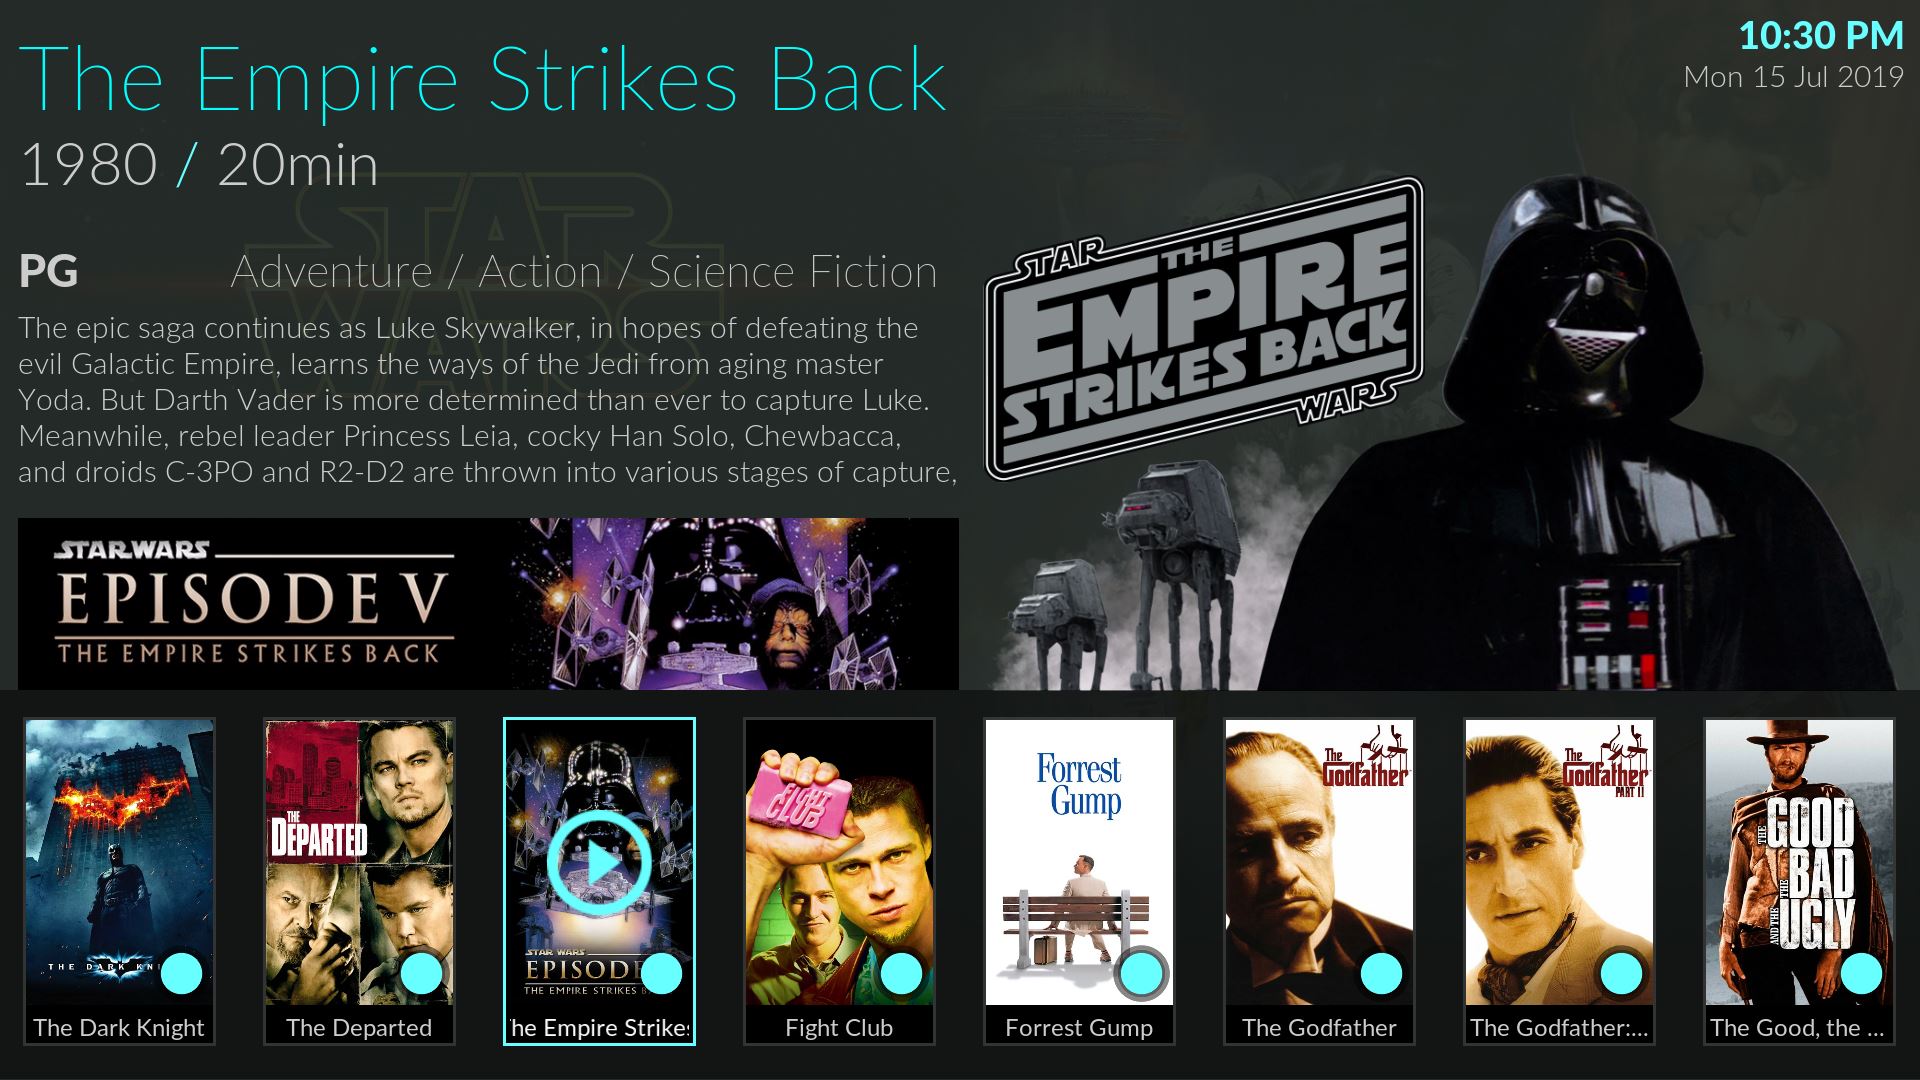 The Empire Strikes Back
10:30 PM
Mon 15 Jul 2019
1980 / 20min
STAR
WARS
PG
Adventure / Action / Science Fiction
The epic saga continues as Luke Skywalker, in hopes of defeating the
evil Galactic Empire, learns the ways of the Jedi from aging master
Yoda. But Darth Vader is more determined than ever to capture Luke.
Meanwhile, rebel leader Princess Leia, cocky Han Solo, Chewbacca,
and droids C-3PO and R2-D2 are thrown into various stages of capture,
STAR
THE
EMPIRE
STRIKES BACK
WARS
STAR WARS
EPISODE V
THE EMPIRE STRIKES BACK
THE DARK KNI
The Dark Knight
THE
DEPARTED
The Departed
STAR WARS
EPISODE
THE EMPIRE STRIKES B
he Empire Strikes
FIGHT
CLUB
Fight Club
Forrest
Gump
Forrest Gump
The
Godfather
The Godfather
The
Godfather
PART II
The Godfather:...
THE
GOOD
THE
BAD
AND THE
UGLY
The Good, the ...